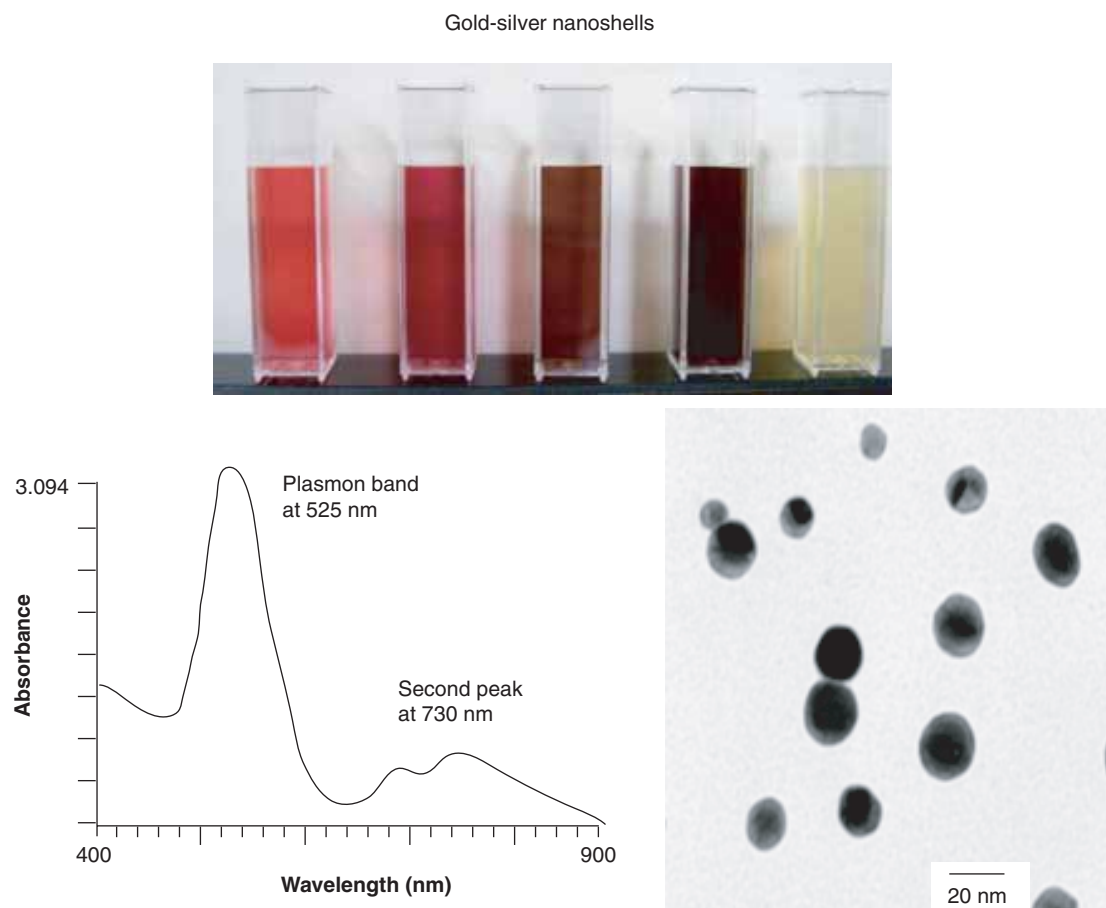 Gold-silver nanoshells
3.094
Plasmon band
at 525 nm
Second peak
at 730 nm
Absorbance
400
900
Wavelength (nm)
20 nm